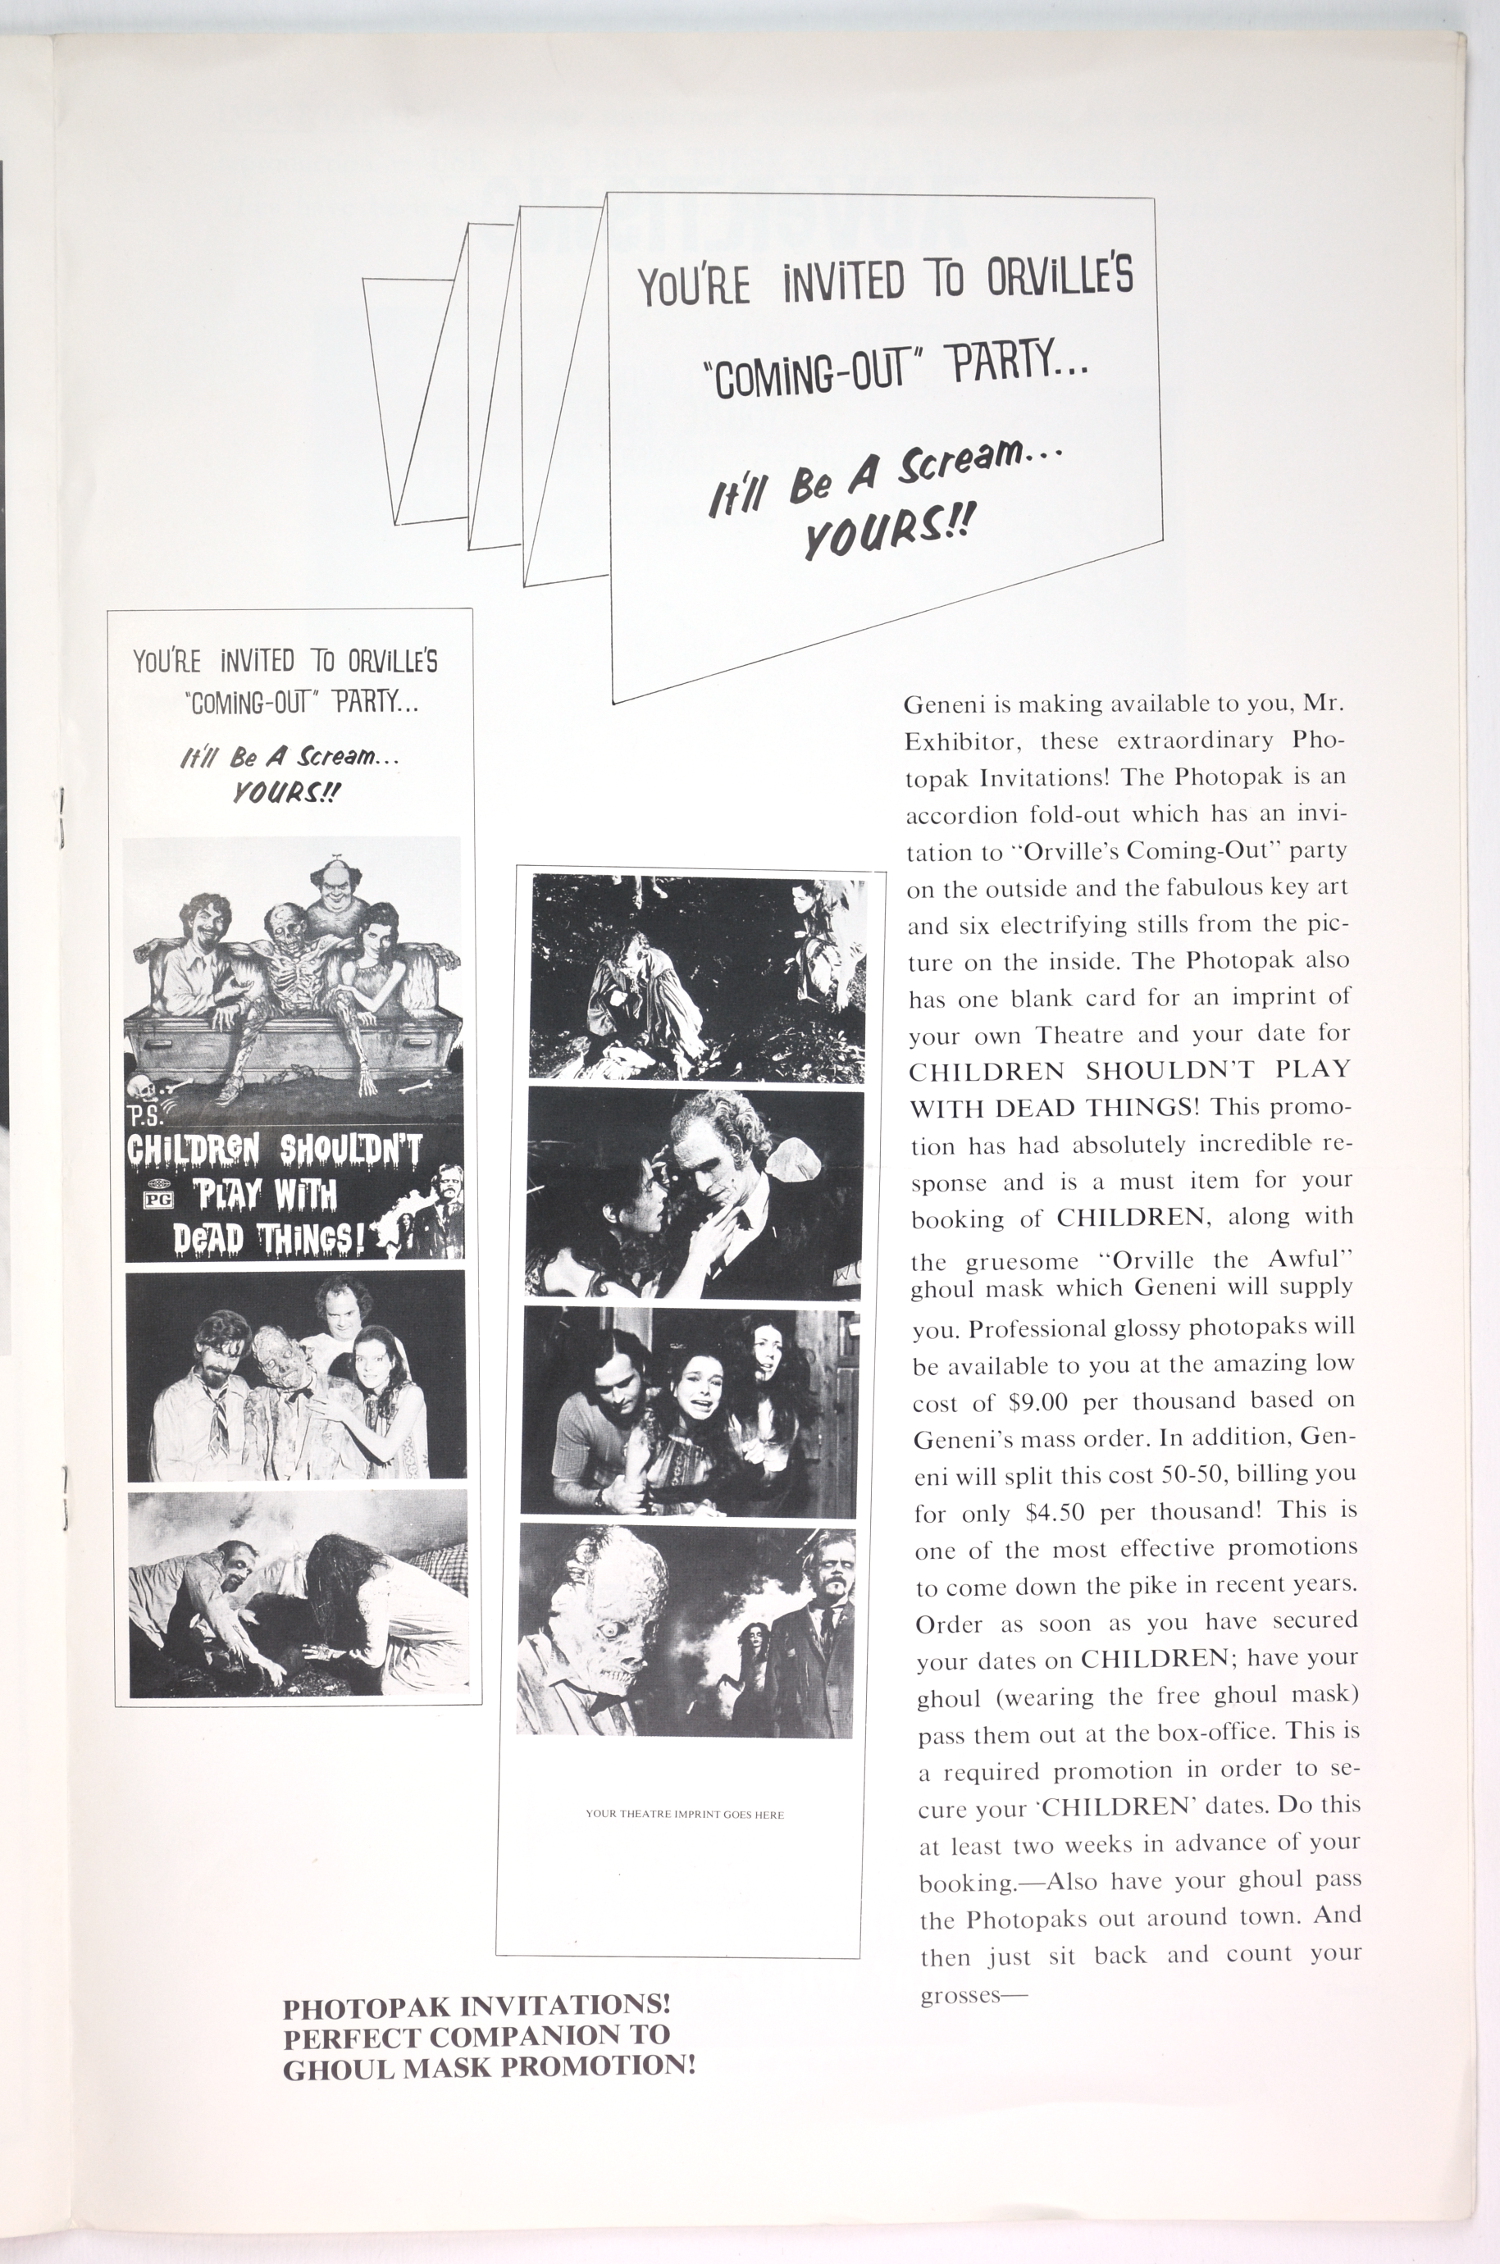 YOU'RE iNViTED TO ORViLLE'S
"COMiNG-OUT" PARTY...
It'll Be A Scream...
YOURS!!
YOU'RE iNViTED TO ORViLLE'S
"COMiNG-OUT" PARTY...
It'll Be A Scream...
YOURS!!
P.S.
CHiLDReN SHOULDN'T
PG PLAY WiTH
DeAD THiNGS!
YOUR THEATRE IMPRINT GOES HERE
PHOTOPAK INVITATIONS!
PERFECT COMPANION TO
GHOUL MASK PROMOTION!
Geneni is making available to you, Mr.
Exhibitor, these extraordinary Pho-
topak Invitations! The Photopak is an
accordion fold-out which has an invi-
tation to "Orville's Coming-Out" party
on the outside and the fabulous key art
and six electrifying stills from the pic-
ture on the inside. The Photopak also
has one blank card for an imprint of
your own Theatre and your date for
CHILDREN SHOULDN'T PLAY
WITH DEAD THINGS! This promo-
tion has had absolutely incredible re-
sponse and is a must item for your
booking of CHILDREN, along with
the gruesome "Orville the Awful"
ghoul mask which Geneni will supply
you. Professional glossy photopaks will
be available to you at the amazing low
cost of $9.00 per thousand based on
Geneni's mass order. In addition, Gen-
eni will split this cost 50-50, billing you
for only $4.50 per thousand! This is
one of the most effective promotions
to come down the pike in recent years.
Order as soon as you have secured
your dates on CHILDREN; have your
ghoul (wearing the free ghoul mask)
pass them out at the box-office. This is
a required promotion in order to se-
cure your 'CHILDREN' dates. Do this
at least two weeks in advance of your
booking.—Also have your ghoul pass
the Photopaks out around town. And
then just sit back and count your
grosses—